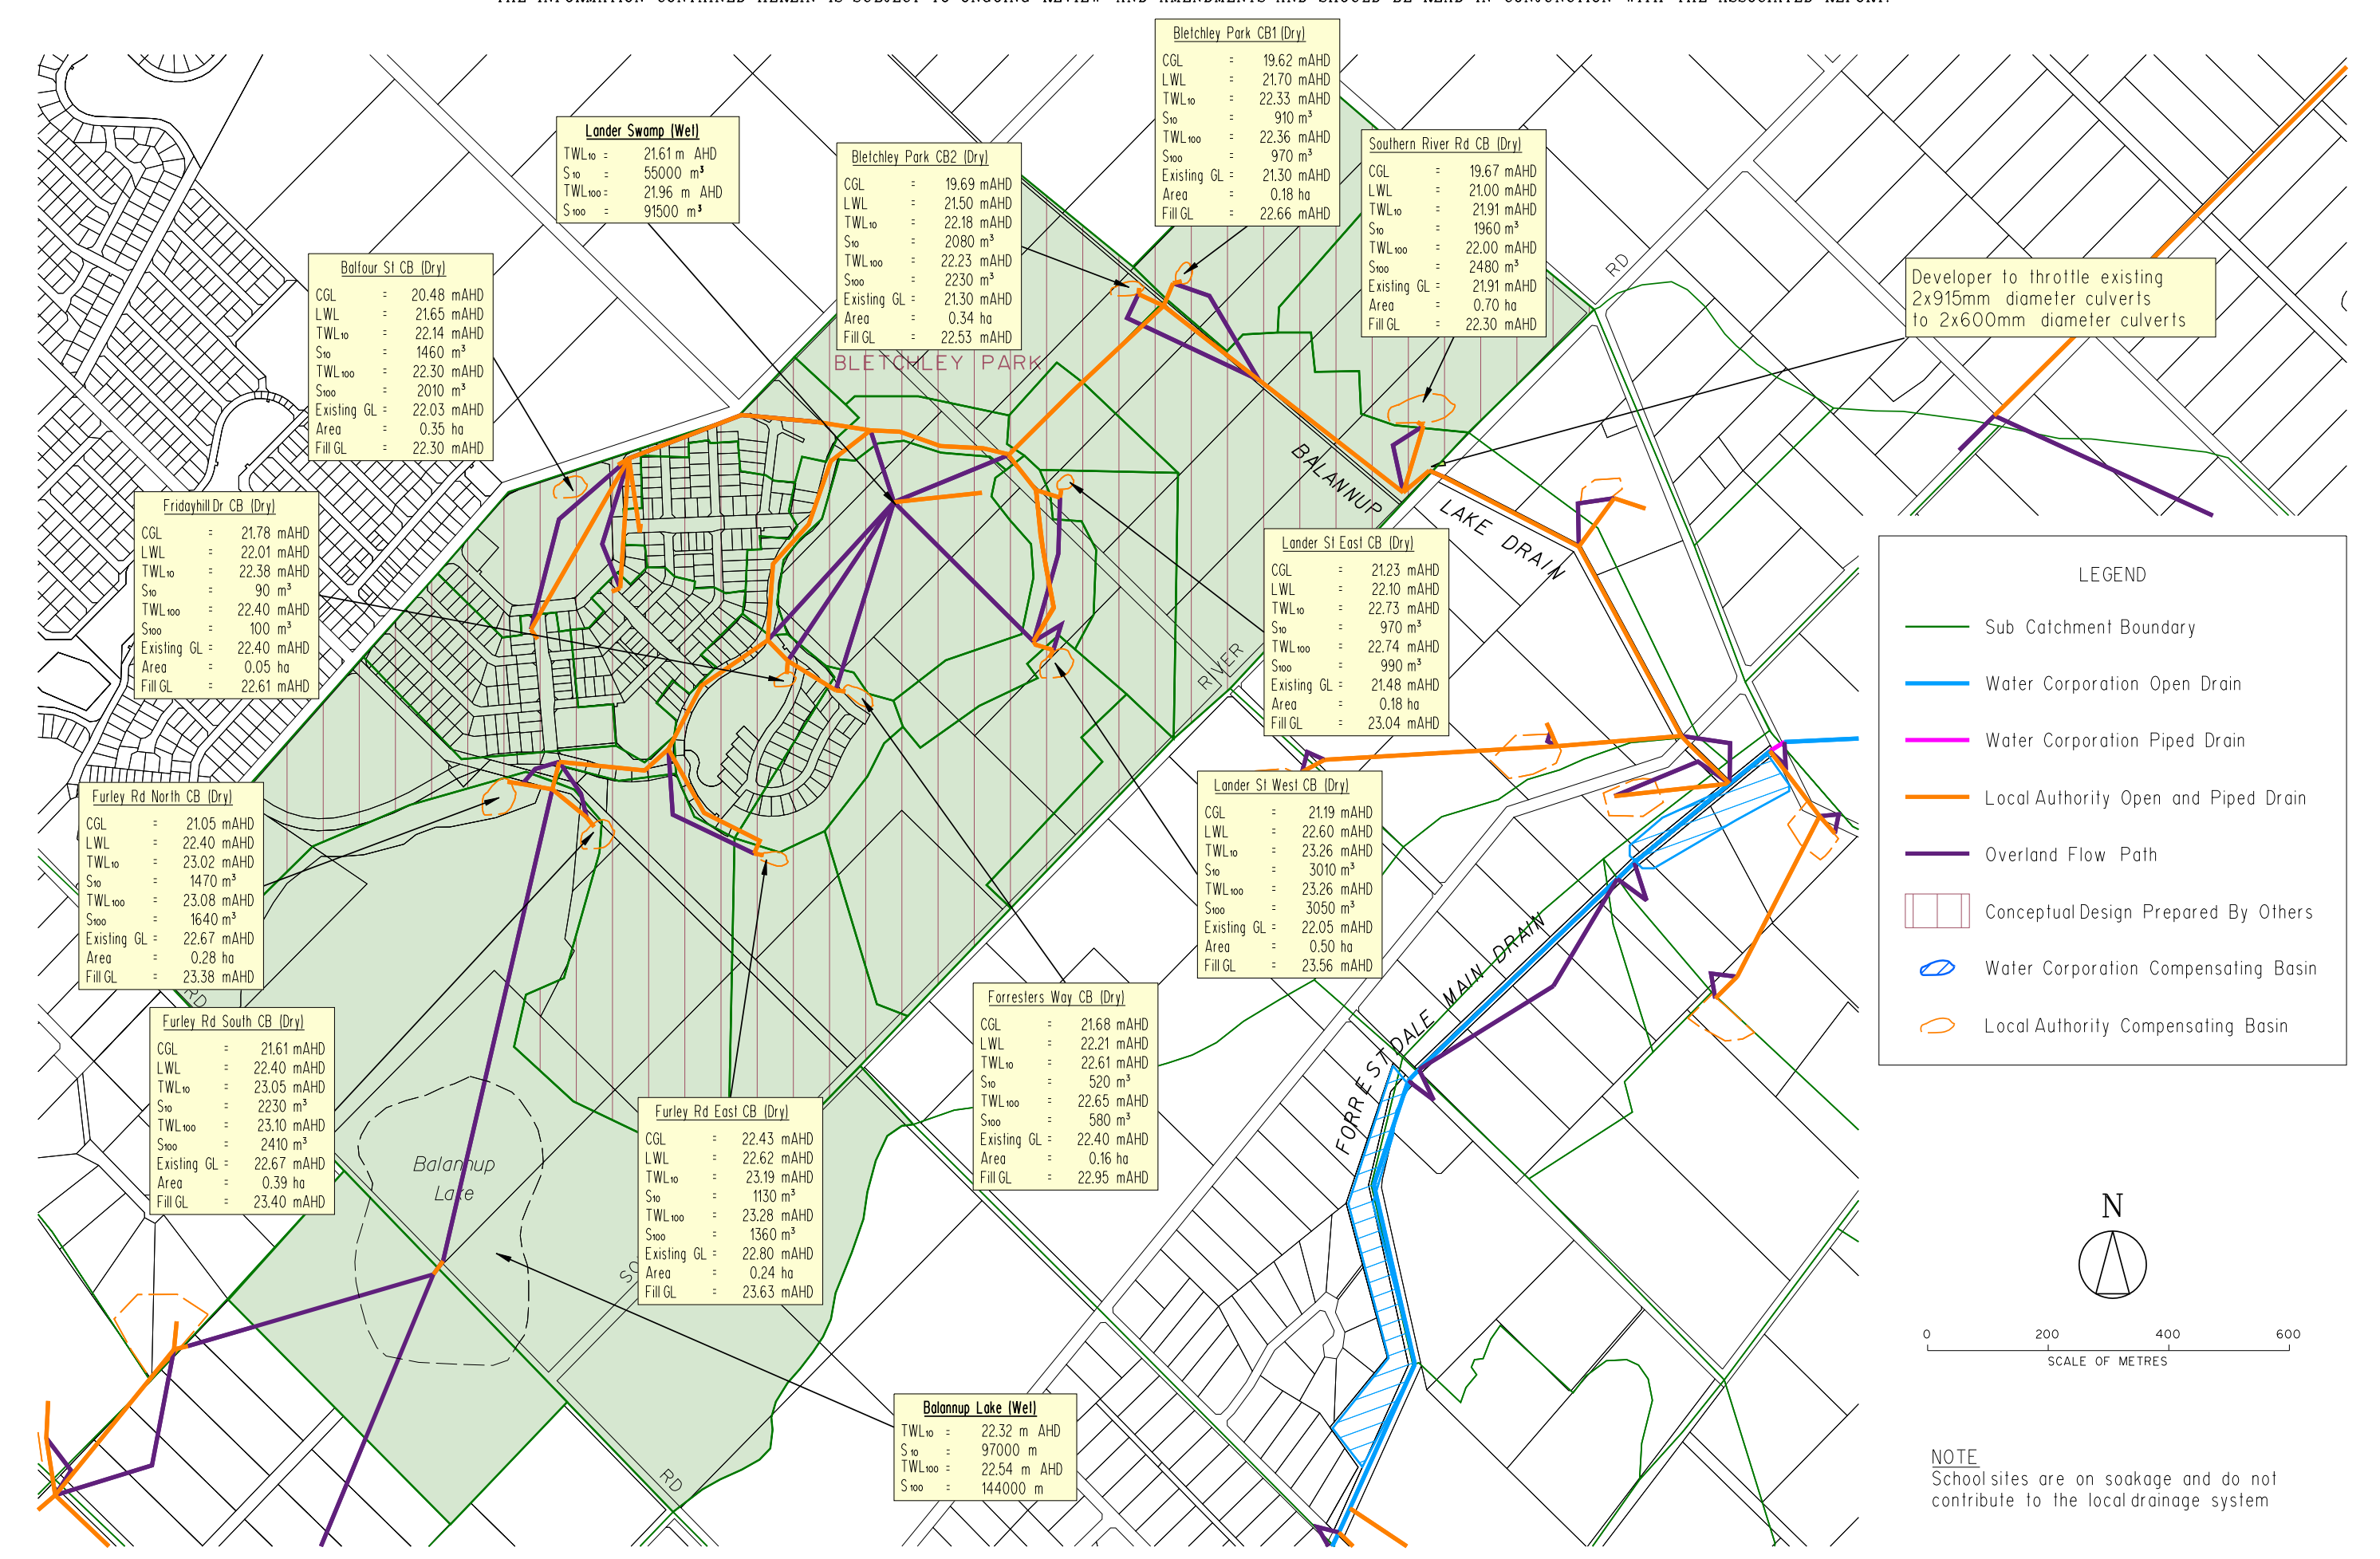 THE INFORMATION CONTAINED HEREIN IS SUBJECT TO ONGOING REVIEW AND AMENDMENTS AND SHOULD BE READ IN CONJUNCTION WITH THE ASSOCIATED REPORT.
Bletchley Park CB1 (Dry)
CGL = 19.62 mAHD
LWL = 21.70 mAHD
TWL10 = 22.33 mAHD
S10 = 910 m³
TWL100 = 22.36 mAHD
S100 = 970 m³
Existing GL = 21.30 mAHD
Area = 0.18 ha
Fill GL = 22.66 mAHD
Lander Swamp (Wet)
TWL10 = 21.61 m AHD
S10 = 55000 m³
TWL100 = 21.96 m AHD
S100 = 91500 m³
Bletchley Park CB2 (Dry)
CGL = 19.69 mAHD
LWL = 21.50 mAHD
TWL10 = 22.18 mAHD
S10 = 2080 m³
TWL100 = 22.23 mAHD
S100 = 2230 m³
Existing GL = 21.30 mAHD
Area = 0.34 ha
Fill GL = 22.53 mAHD
Southern River Rd CB (Dry)
CGL = 19.67 mAHD
LWL = 21.00 mAHD
TWL10 = 21.91 mAHD
S10 = 1960 m³
TWL100 = 22.00 mAHD
S100 = 2480 m³
Existing GL = 21.91 mAHD
Area = 0.70 ha
Fill GL = 22.30 mAHD
RD
Developer to throttle existing
2x915mm diameter culverts
to 2x600mm diameter culverts
Balfour St CB (Dry)
CGL = 20.48 mAHD
LWL = 21.65 mAHD
TWL10 = 22.14 mAHD
S10 = 1460 m³
TWL100 = 22.30 mAHD
S100 = 2010 m³
Existing GL = 22.03 mAHD
Area = 0.35 ha
Fill GL = 22.30 mAHD
BLETCHLEY PARK
BALANNUP LAKE DRAIN
Fridayhill Dr CB (Dry)
CGL = 21.78 mAHD
LWL = 22.01 mAHD
TWL10 = 22.38 mAHD
S10 = 90 m³
TWL100 = 22.40 mAHD
S100 = 100 m³
Existing GL = 22.40 mAHD
Area = 0.05 ha
Fill GL = 22.61 mAHD
Lander St East CB (Dry)
CGL = 21.23 mAHD
LWL = 22.10 mAHD
TWL10 = 22.73 mAHD
S10 = 970 m³
TWL100 = 22.74 mAHD
S100 = 990 m³
Existing GL = 21.48 mAHD
Area = 0.18 ha
Fill GL = 23.04 mAHD
RIVER
LEGEND
Sub Catchment Boundary
Water Corporation Open Drain
Water Corporation Piped Drain
Local Authority Open and Piped Drain
Overland Flow Path
Conceptual Design Prepared By Others
Water Corporation Compensating Basin
Local Authority Compensating Basin
Furley Rd North CB (Dry)
CGL = 21.05 mAHD
LWL = 22.40 mAHD
TWL10 = 23.02 mAHD
S10 = 1470 m³
TWL100 = 23.08 mAHD
S100 = 1640 m³
Existing GL = 22.67 mAHD
Area = 0.28 ha
Fill GL = 23.38 mAHD
Lander St West CB (Dry)
CGL = 21.19 mAHD
LWL = 22.60 mAHD
TWL10 = 23.26 mAHD
S10 = 3010 m³
TWL100 = 23.26 mAHD
S100 = 3050 m³
Existing GL = 22.05 mAHD
Area = 0.50 ha
Fill GL = 23.56 mAHD
RD
FORRESTDALE MAIN DRAIN
Furley Rd South CB (Dry)
CGL = 21.61 mAHD
LWL = 22.40 mAHD
TWL10 = 23.05 mAHD
S10 = 2230 m³
TWL100 = 23.10 mAHD
S100 = 2410 m³
Existing GL = 22.67 mAHD
Area = 0.39 ha
Fill GL = 23.40 mAHD
Forresters Way CB (Dry)
CGL = 21.68 mAHD
LWL = 22.21 mAHD
TWL10 = 22.61 mAHD
S10 = 520 m³
TWL100 = 22.65 mAHD
S100 = 580 m³
Existing GL = 22.40 mAHD
Area = 0.16 ha
Fill GL = 22.95 mAHD
Furley Rd East CB (Dry)
CGL = 22.43 mAHD
LWL = 22.62 mAHD
TWL10 = 23.19 mAHD
S10 = 1130 m³
TWL100 = 23.28 mAHD
S100 = 1360 m³
Existing GL = 22.80 mAHD
Area = 0.24 ha
Fill GL = 23.63 mAHD
Balannup
Lake
SO
N
0 200 400 600
SCALE OF METRES
Balannup Lake (Wet)
TWL10 = 22.32 m AHD
S10 = 97000 m
TWL100 = 22.54 m AHD
S100 = 144000 m
RD
NOTE
School sites are on soakage and do not
contribute to the local drainage system